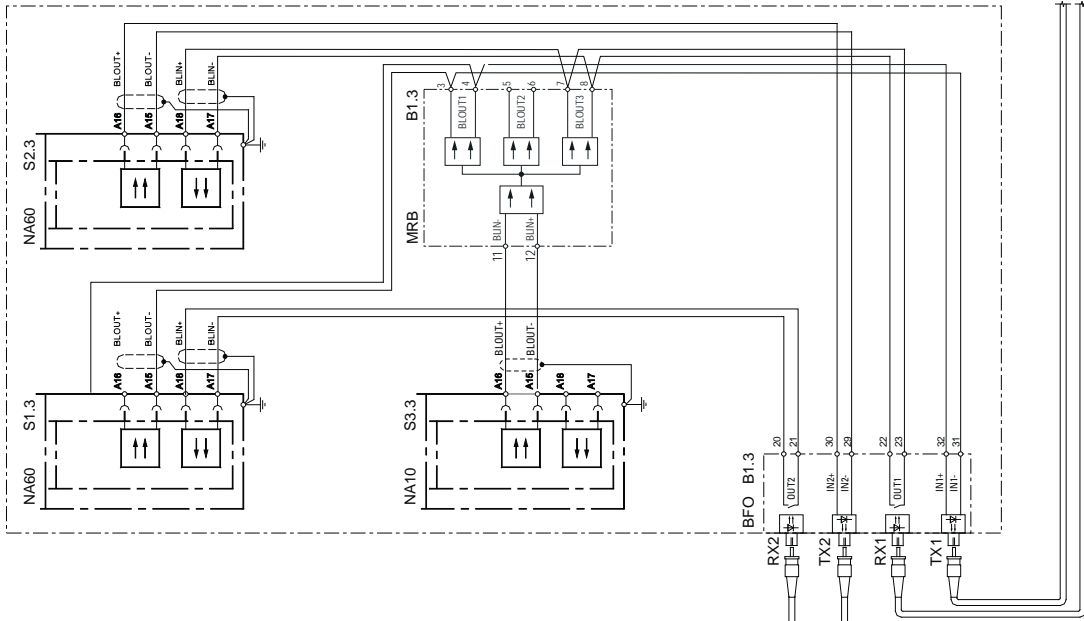 BLOUT+
BLOUT-
BLIN+
BLIN-
A16
A15
A18
A17
S2.3
NA60
B1.3
MRB
3
4
5
6
7
8
BLOUT1
BLOUT2
BLOUT3
BLIN-
BLIN+
11
12
BLOUT+
BLOUT-
BLIN+
BLIN-
A16
A15
A18
A17
S1.3
NA60
BLOUT+
BLOUT-
A16
A15
A18
A17
S3.3
NA10
20
21
30
29
22
23
32
31
BFO B1.3
OUT2
IN2+
IN2-
OUT1
IN1+
IN1-
RX2
TX2
RX1
TX1